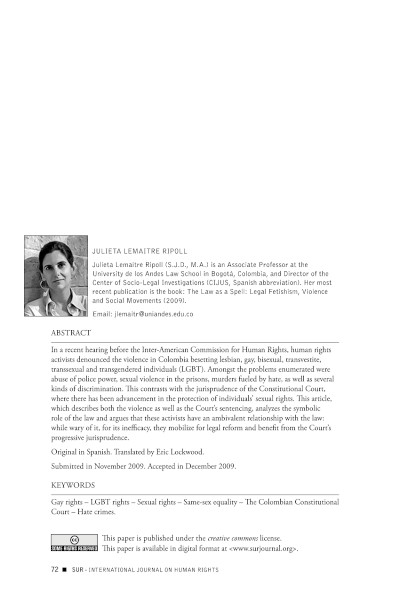 JULIETA LEMAITRE RIPOLL
Julieta Lemaitre Ripoll (S.J.D., M.A.) is an Associate Professor at the
University de los Andes Law School in Bogotá, Colombia, and Director of the
Center of Socio-Legal Investigations (CIJUS, Spanish abbreviation). Her most
recent publication is the book: The Law as a Spell: Legal Fetishism, Violence
and Social Movements (2009).
Email: jlemaitr@uniandes.edu.co
ABSTRACT
In a recent hearing before the Inter-American Commission for Human Rights, human rights
activists denounced the violence in Colombia besetting lesbian, gay, bisexual, transvestite,
transsexual and transgendered individuals (LGBT). Amongst the problems enumerated were
abuse of police power, sexual violence in the prisons, murders fueled by hate, as well as several
kinds of discrimination. This contrasts with the jurisprudence of the Constitutional Court,
where there has been advancement in the protection of individuals' sexual rights. This article,
which describes both the violence as well as the Court's sentencing, analyzes the symbolic
role of the law and argues that these activists have an ambivalent relationship with the law:
while wary of it, for its inefficacy, they mobilize for legal reform and benefit from the Court's
progressive jurisprudence.
Original in Spanish. Translated by Eric Lockwood.
Submitted in November 2009. Accepted in December 2009.
KEYWORDS
Gay rights – LGBT rights – Sexual rights – Same-sex equality – The Colombian Constitutional
Court – Hate crimes.
cc
SOME RIGHTS RESERVED
This paper is published under the creative commons license.
This paper is available in digital format at <www.surjournal.org>.
72 ■ SUR - INTERNATIONAL JOURNAL ON HUMAN RIGHTS